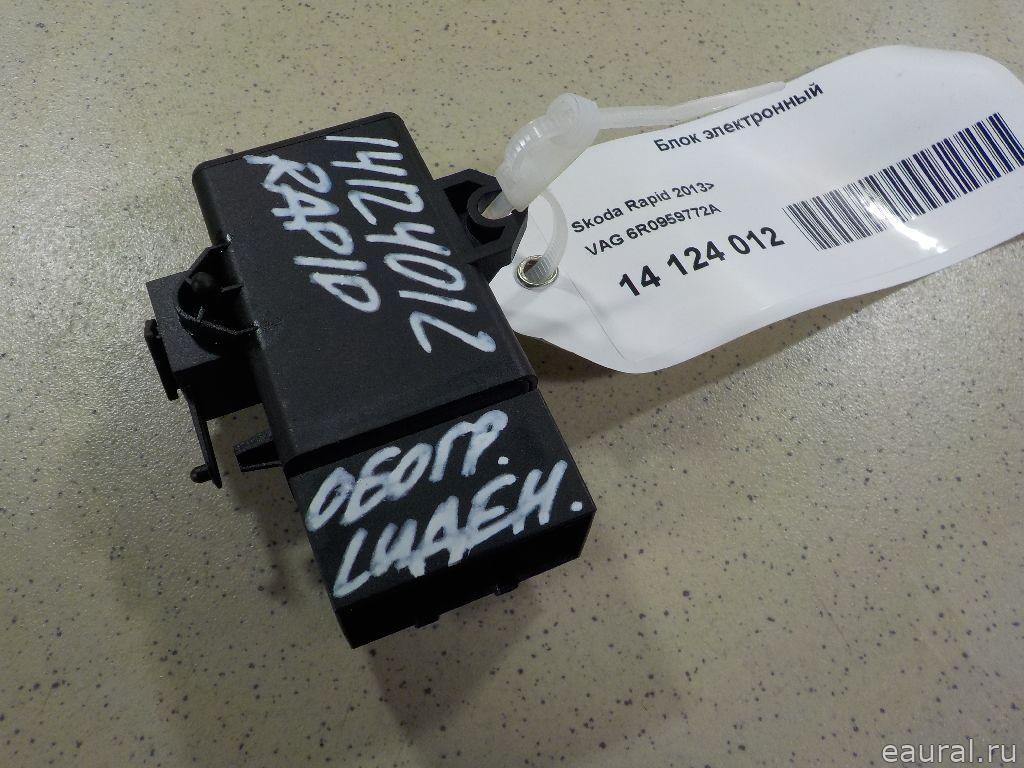 14124012
RAPID
ОБОГР.
СИДЕН.
Блок электронный
Skoda Rapid 2013>
VAG 6R0959772A
14 124 012
eaural.ru